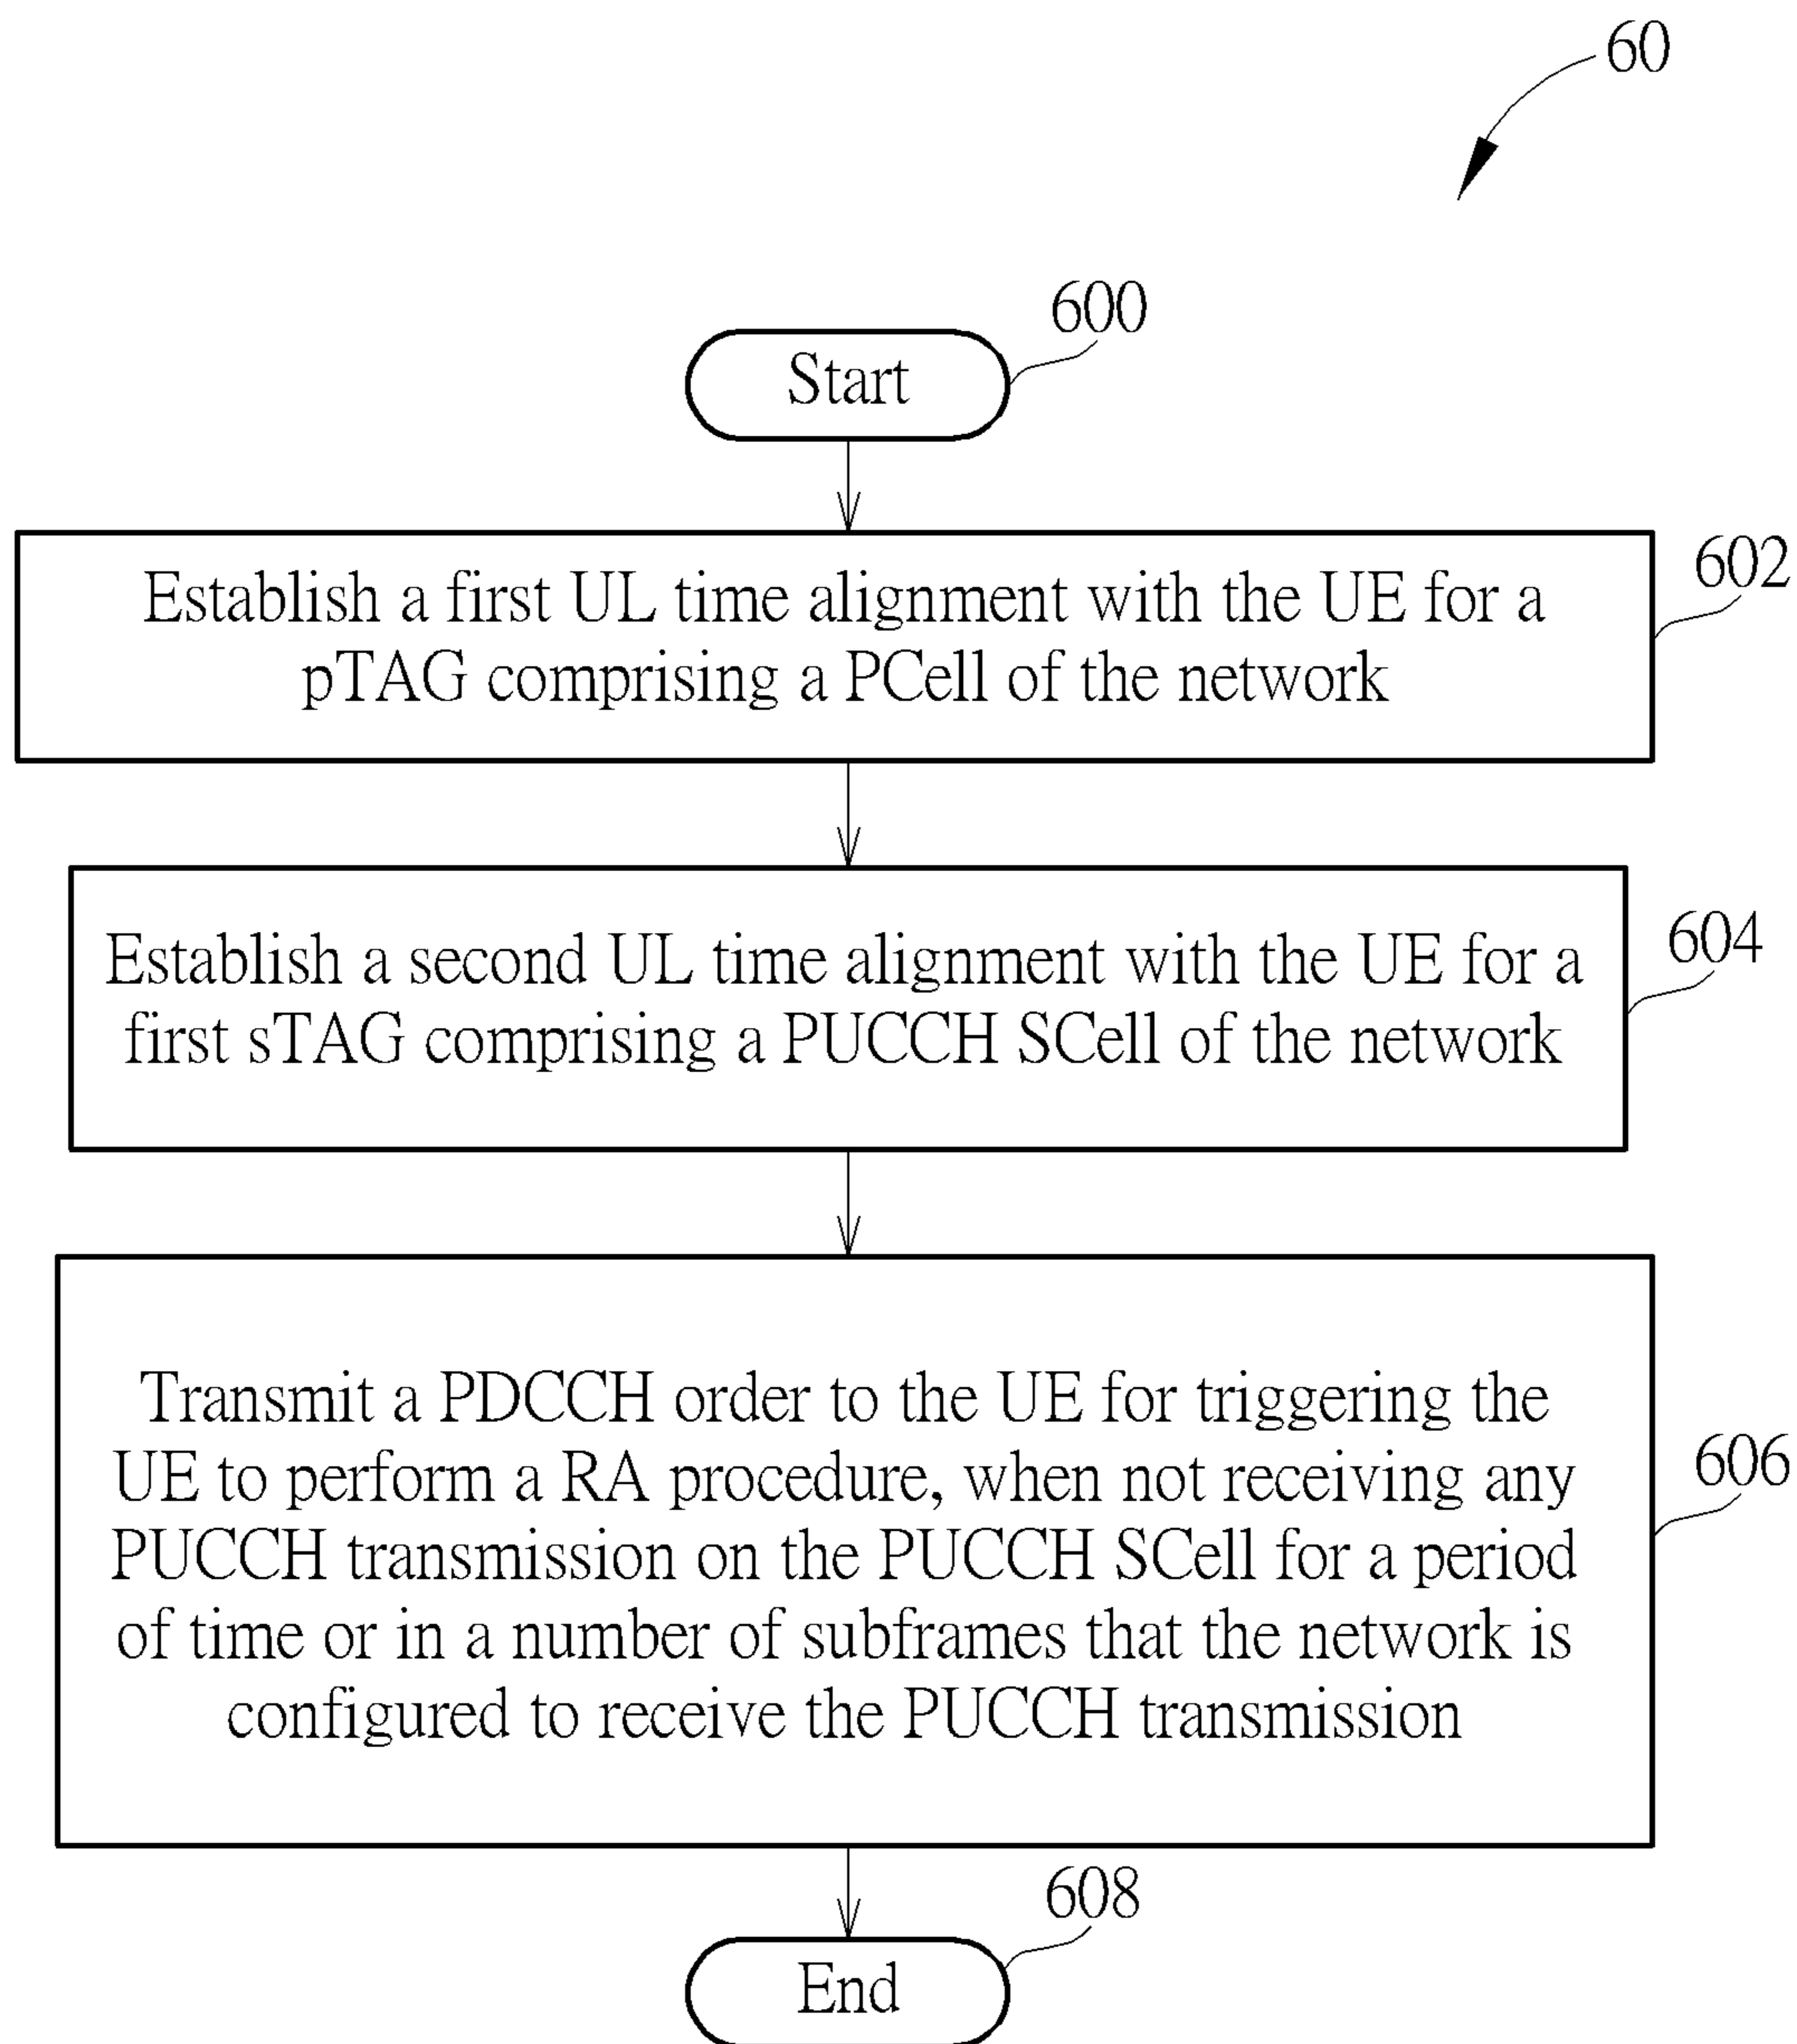 60
600
Start
602
Establish a first UL time alignment with the UE for a
pTAG comprising a PCell of the network
604
Establish a second UL time alignment with the UE for a
first sTAG comprising a PUCCH SCell of the network
606
Transmit a PDCCH order to the UE for triggering the
UE to perform a RA procedure, when not receiving any
PUCCH transmission on the PUCCH SCell for a period
of time or in a number of subframes that the network is
configured to receive the PUCCH transmission
608
End